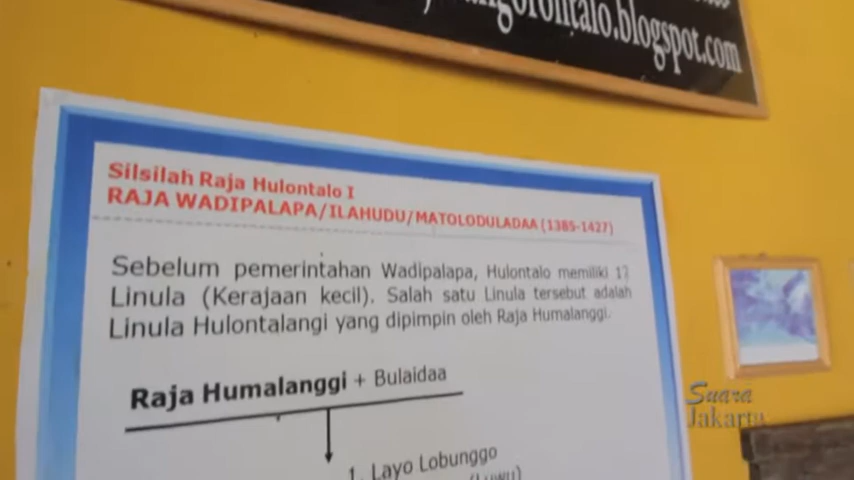 gorontalo.blogspot.com
Silsilah Raja Hulontalo I
RAJA WADIPALAPA/ILAHUDU/MATOLODULADAA (1385-1427)
Sebelum pemerintahan Wadipalapa, Hulontalo memiliki 17
Linula (Kerajaan kecil). Salah satu Linula tersebut adalah
Linula Hulontalangi yang dipimpin oleh Raja Humalanggi.
Raja Humalanggi + Bulaidaa
1. Layo Lobunggo
(Luwu)
Suara
Jakarta